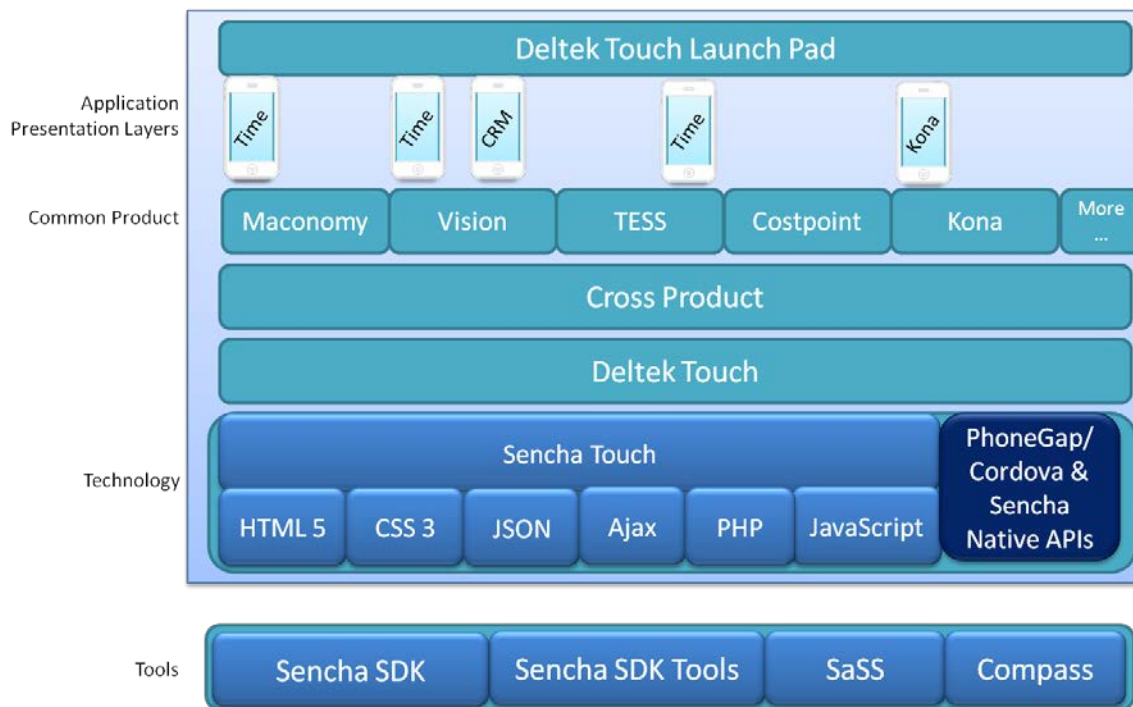 Deltek Touch Launch Pad
Application
Presentation Layers
Time
Time
CRM
Time
Kona
Common Product
Maconomy
Vision
TESS
Costpoint
Kona
More
...
Cross Product
Deltek Touch
Technology
Sencha Touch
PhoneGap/
Cordova &
Sencha
Native APIs
HTML 5
CSS 3
JSON
Ajax
PHP
JavaScript
Tools
Sencha SDK
Sencha SDK Tools
SaSS
Compass